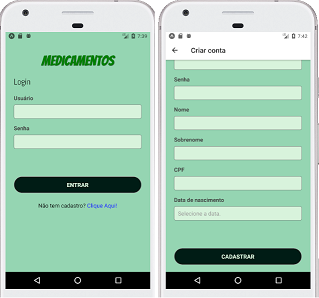 7:39
MEDICAMENTOS
Login
Usuário
Senha
ENTRAR
Não tem cadastro? Clique Aqui!
7:43
Criar conta
Senha
Nome
Sobrenome
CPF
Data de nascimento
Selecione a data.
CADASTRAR